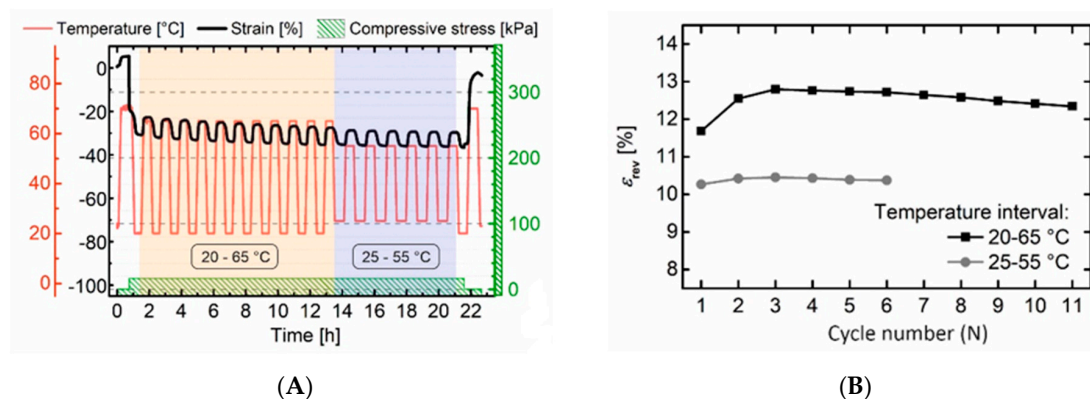 Temperature [°C] Strain [%] Compressive stress [kPa]
80
60
40
20
0
0
-20
-40
-60
-80
-100
300
200
100
0
20 - 65 °C
25 - 55 °C
0 2 4 6 8 10 12 14 16 18 20 22
Time [h]
(A)
B)
14
13
12
11
10
9
8
εrev [%]
Temperature interval:
20-65 °C
25-55 °C
1 2 3 4 5 6 7 8 9 10 11
Cycle number (N)
(B)